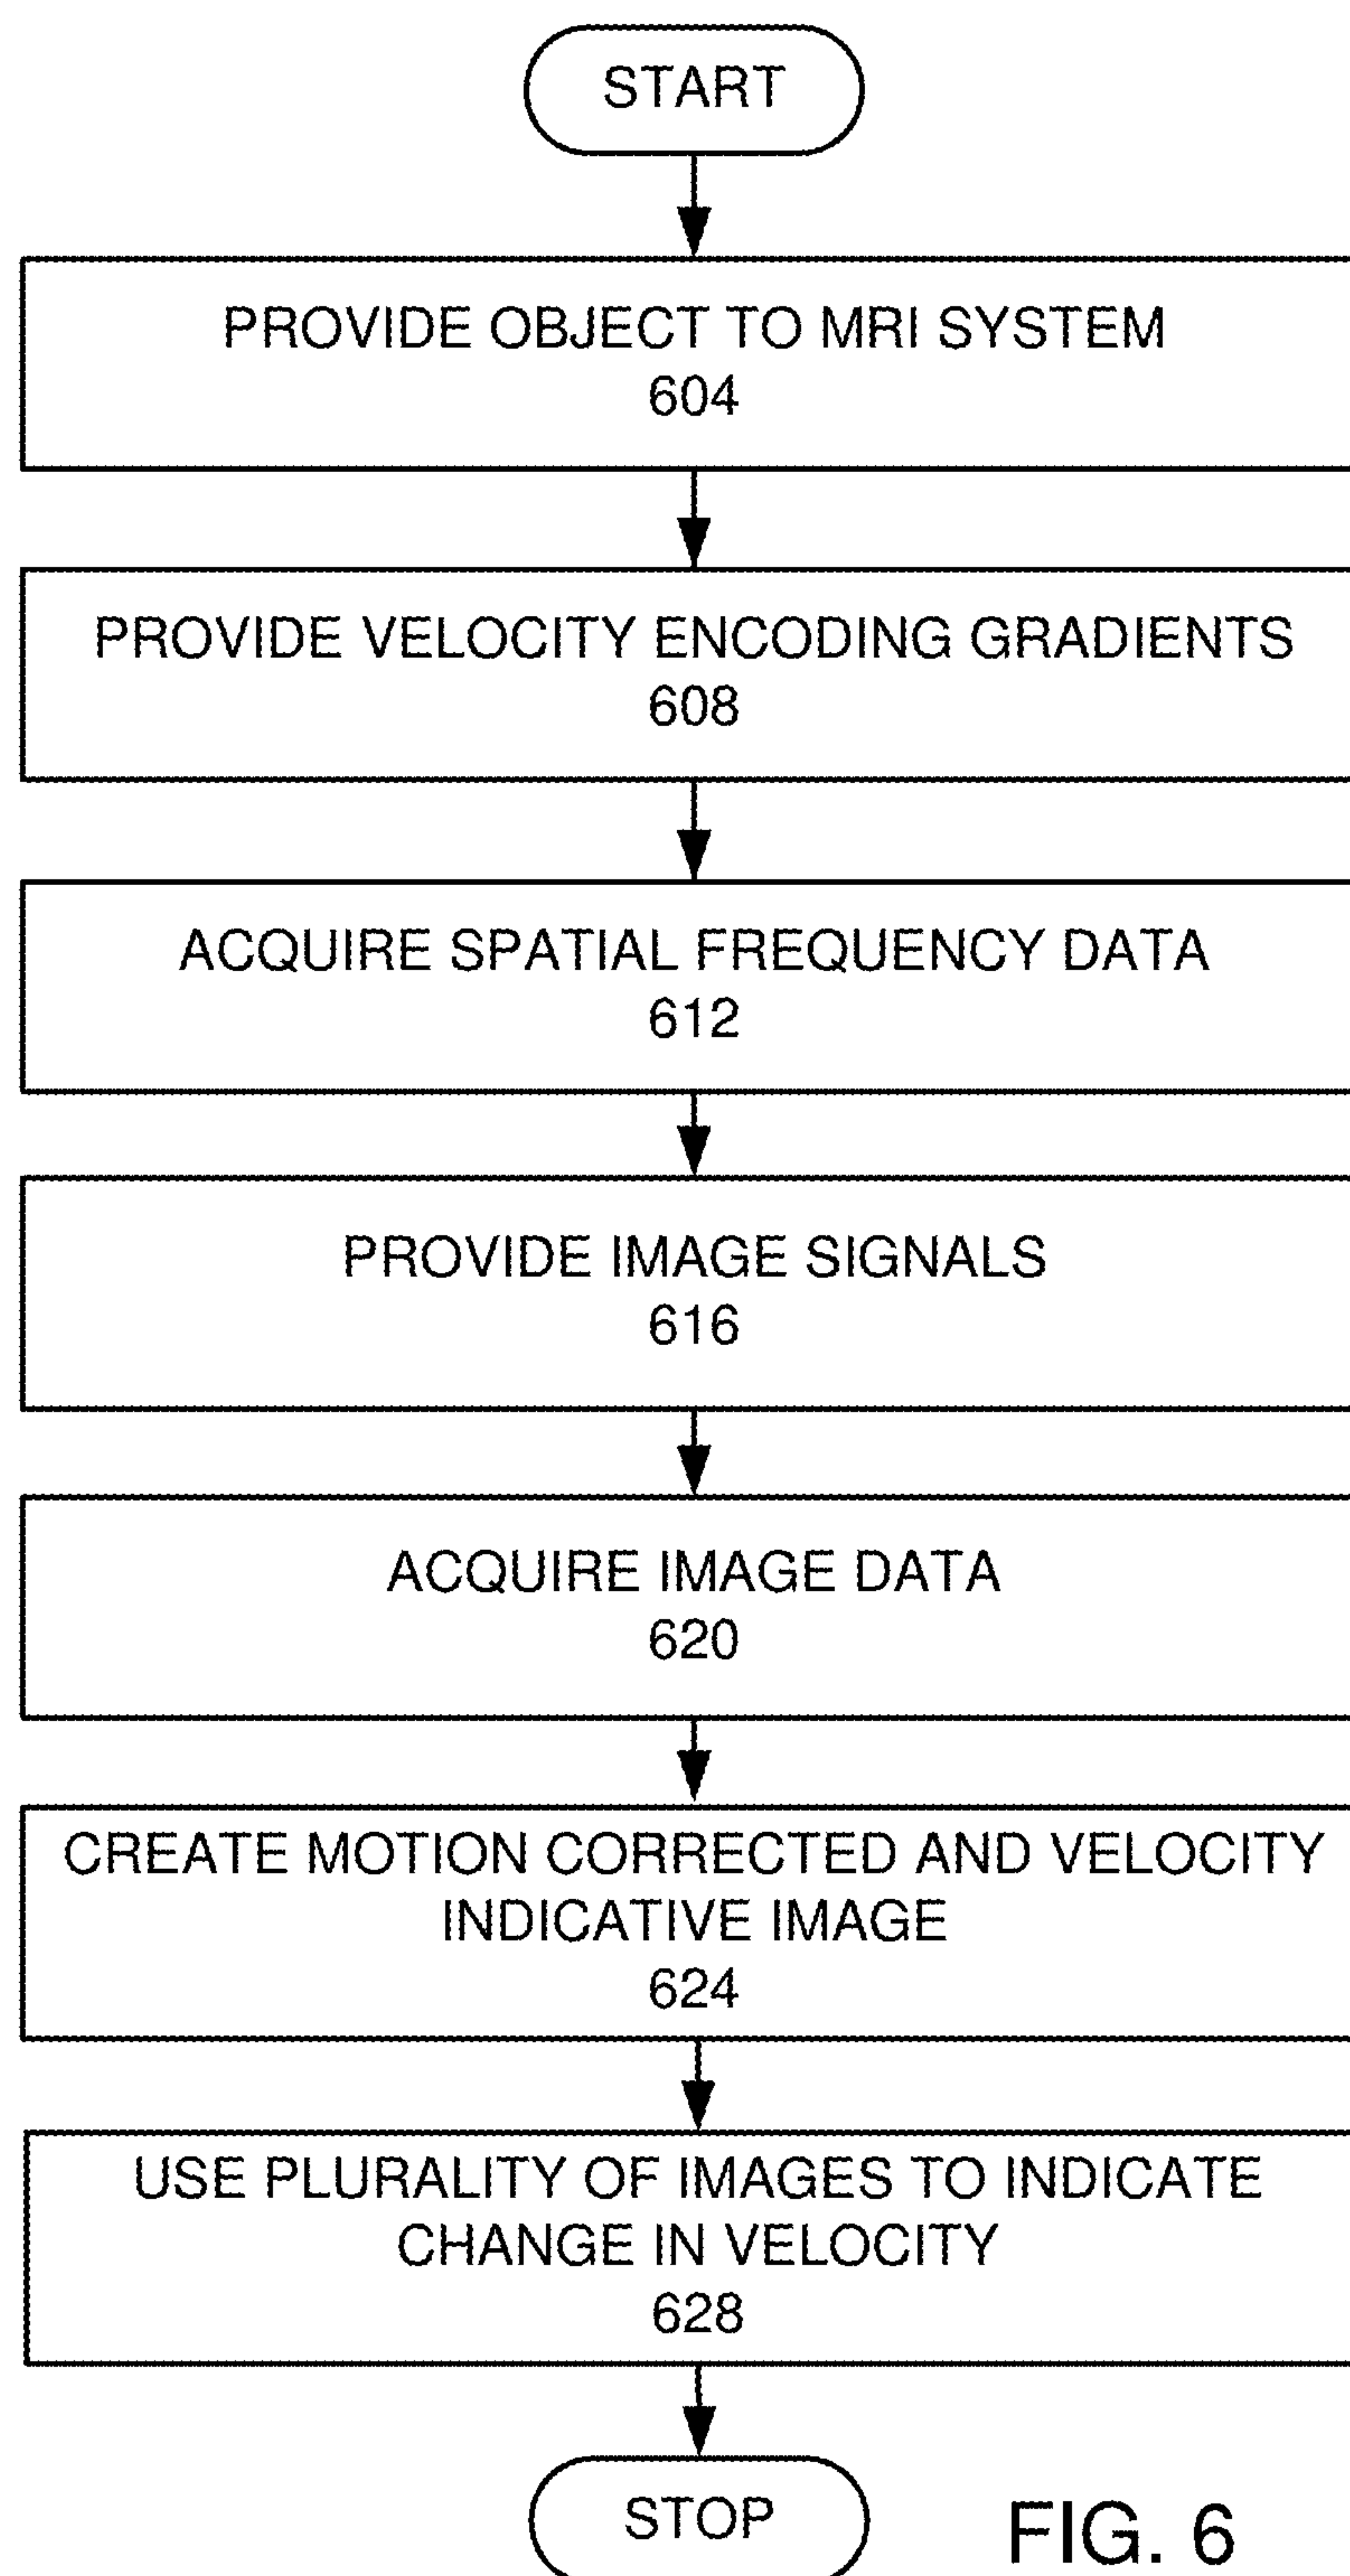 START
PROVIDE OBJECT TO MRI SYSTEM
604
PROVIDE VELOCITY ENCODING GRADIENTS
608
ACQUIRE SPATIAL FREQUENCY DATA
612
PROVIDE IMAGE SIGNALS
616
ACQUIRE IMAGE DATA
620
CREATE MOTION CORRECTED AND VELOCITY
INDICATIVE IMAGE
624
USE PLURALITY OF IMAGES TO INDICATE
CHANGE IN VELOCITY
628
STOP
FIG. 6